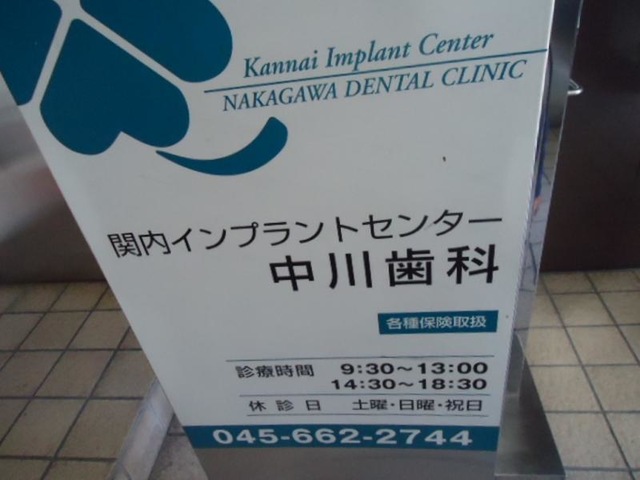 Kannai Implant Center
NAKAGAWA DENTAL CLINIC
関内インプラントセンター
中川歯科
各種保険取扱
診療時間 9:30〜13:00
14:30〜18:30
休診日 土曜・日曜・祝日
045-662-2744